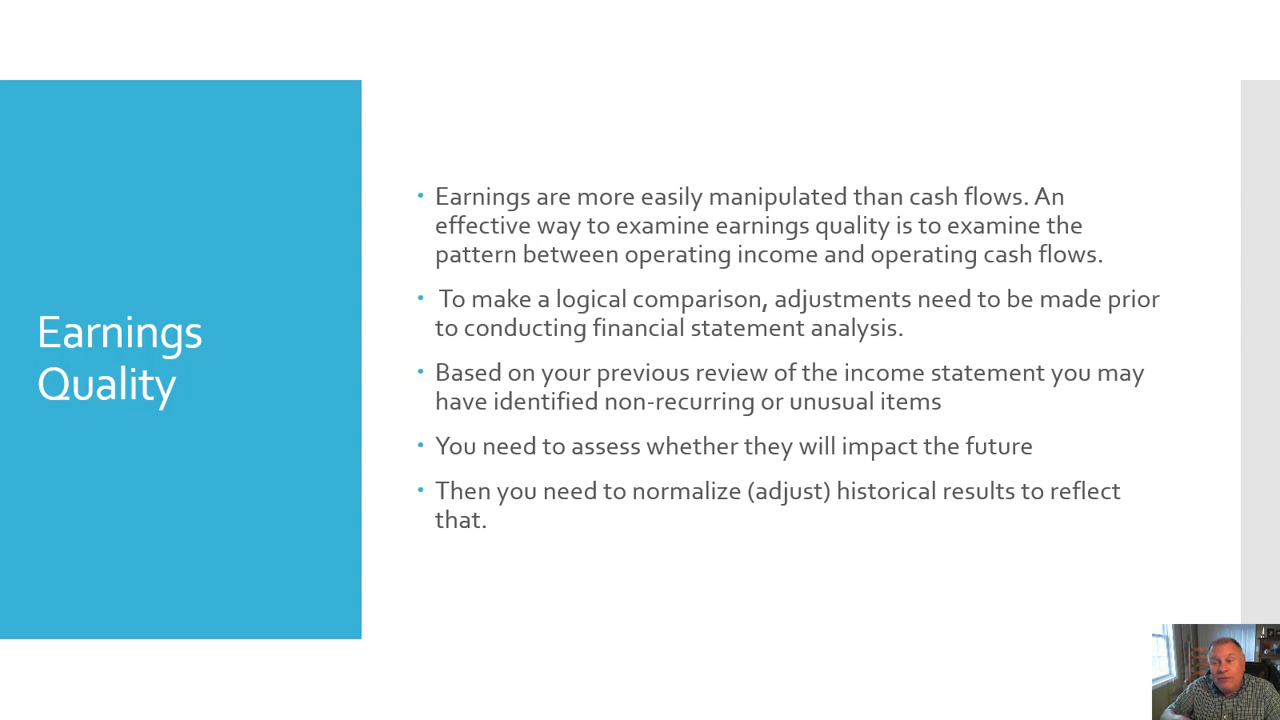 Earnings
Quality
• Earnings are more easily manipulated than cash flows. An
effective way to examine earnings quality is to examine the
pattern between operating income and operating cash flows.
• To make a logical comparison, adjustments need to be made prior
to conducting financial statement analysis.
• Based on your previous review of the income statement you may
have identified non-recurring or unusual items
• You need to assess whether they will impact the future
• Then you need to normalize (adjust) historical results to reflect
that.